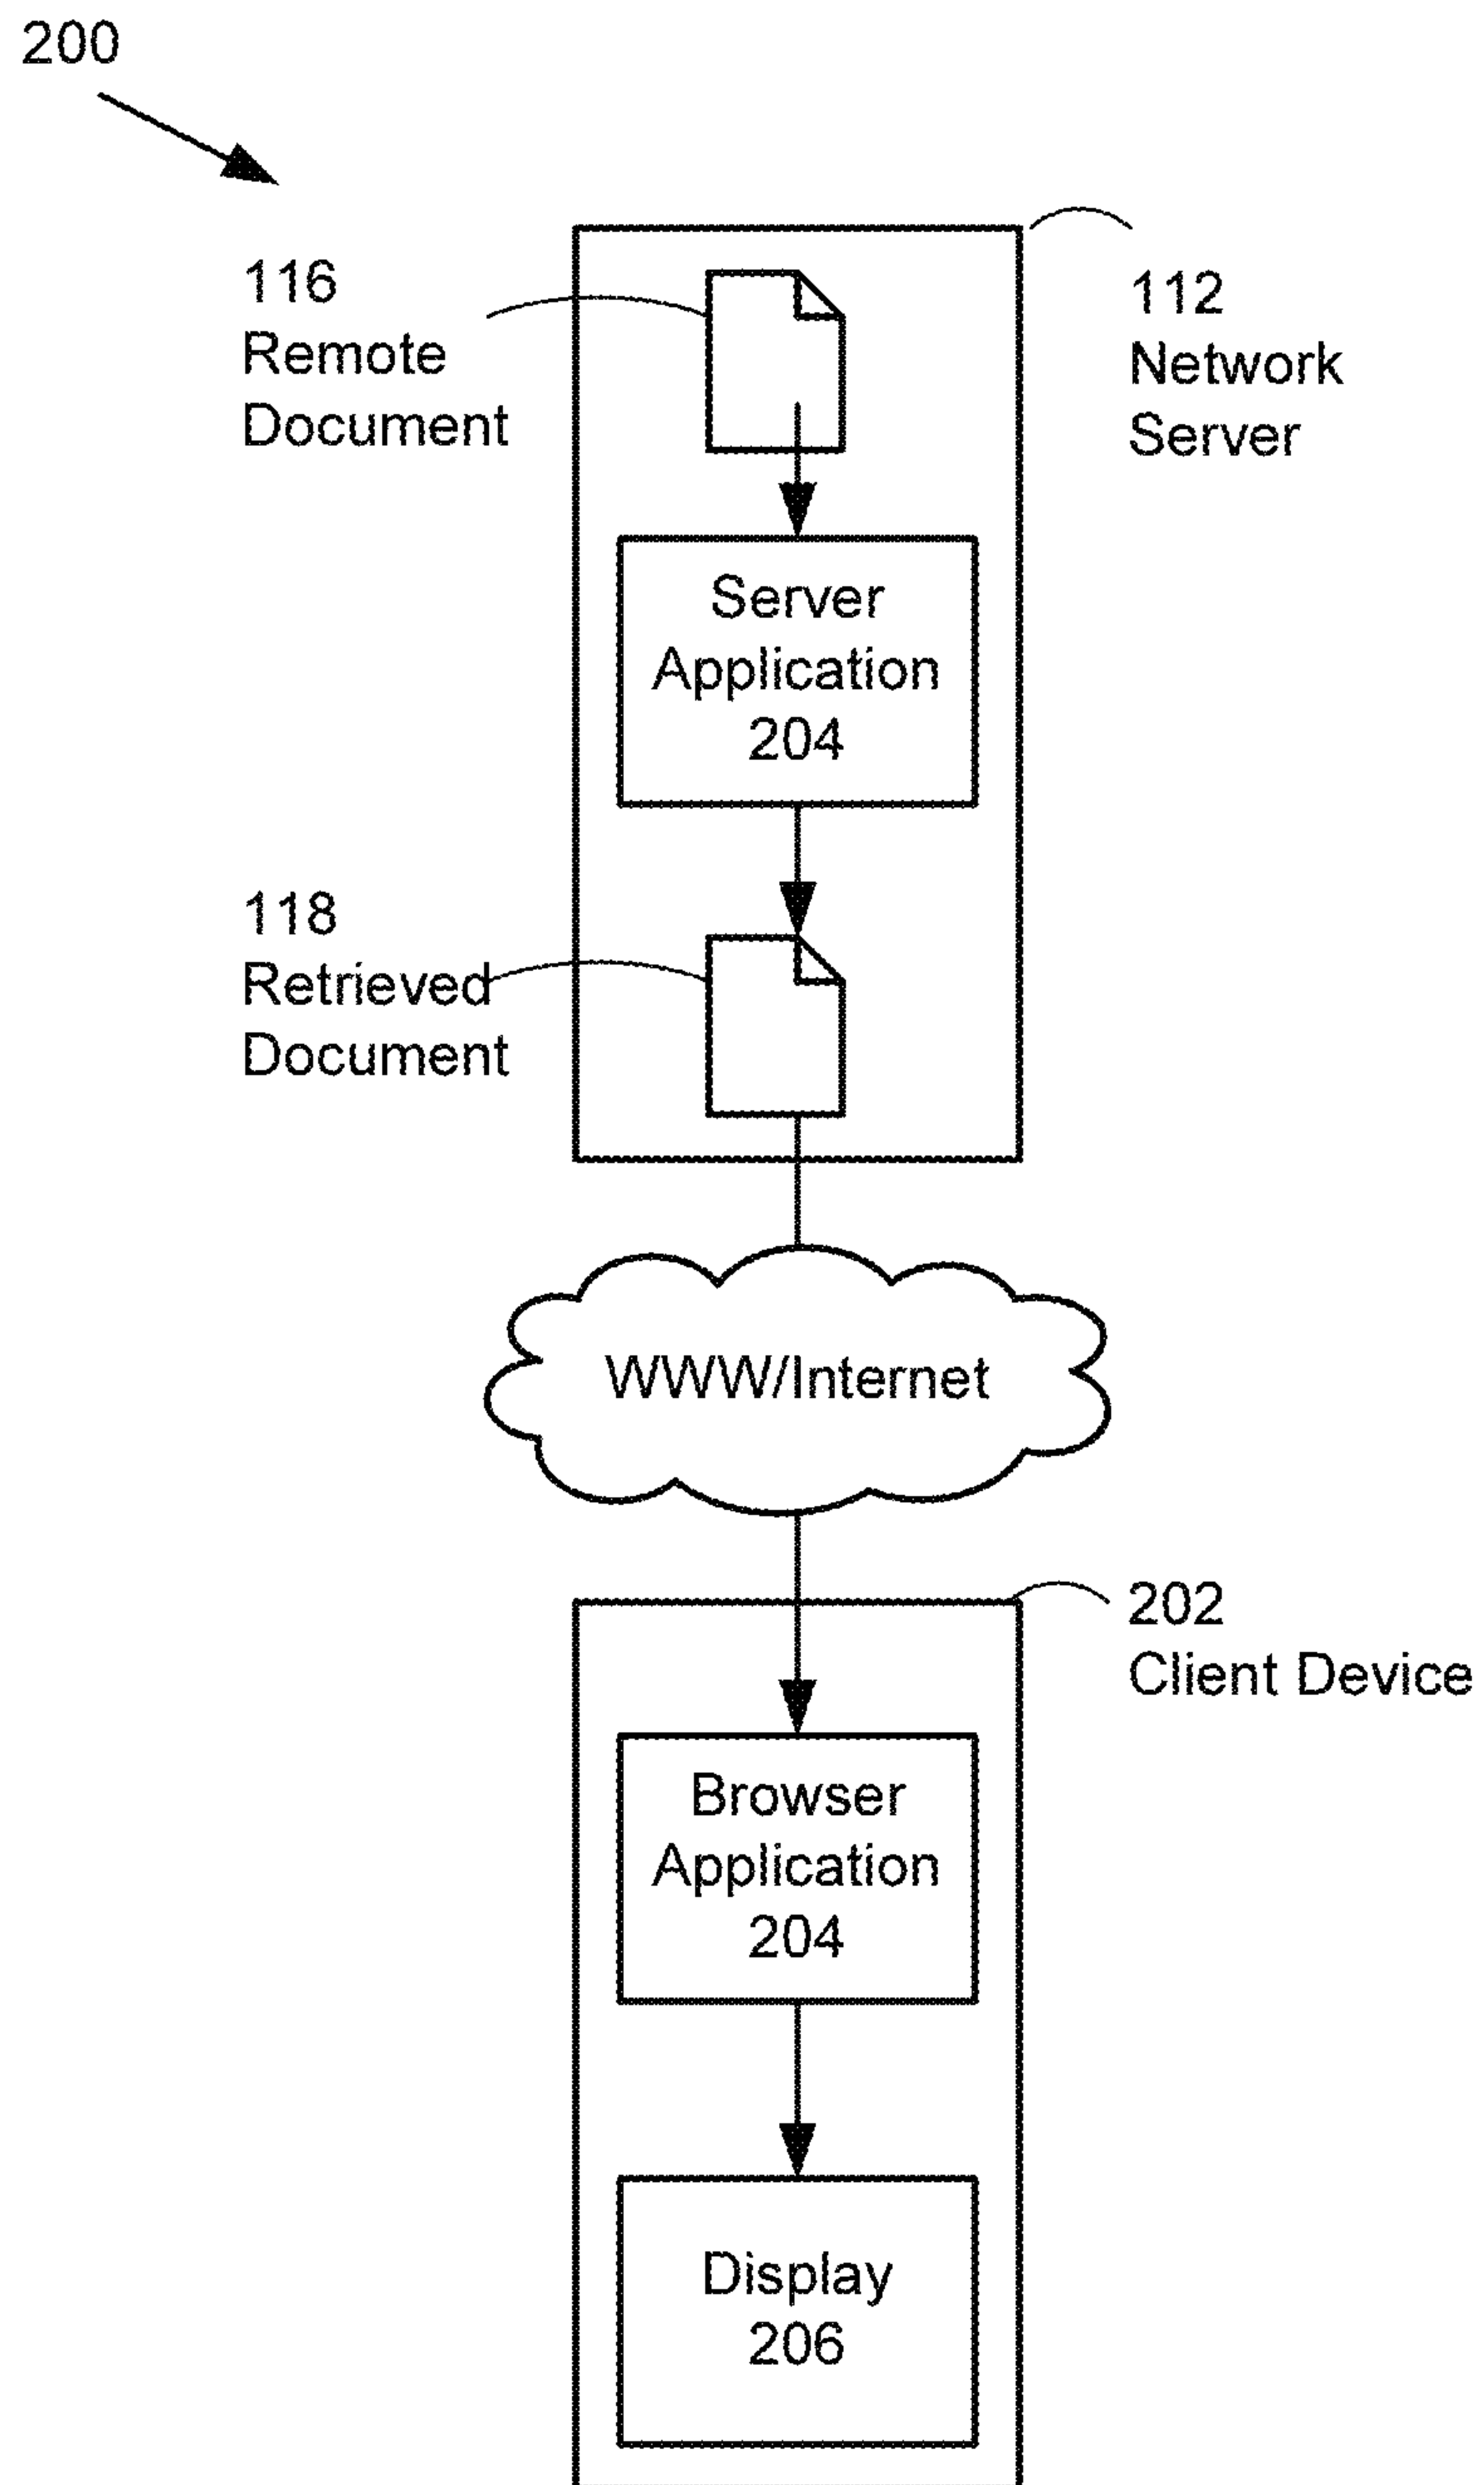 200
116
Remote
Document
112
Network
Server
Server
Application
204
118
Retrieved
Document
WWW/Internet
202
Client Device
Browser
Application
204
Display
206